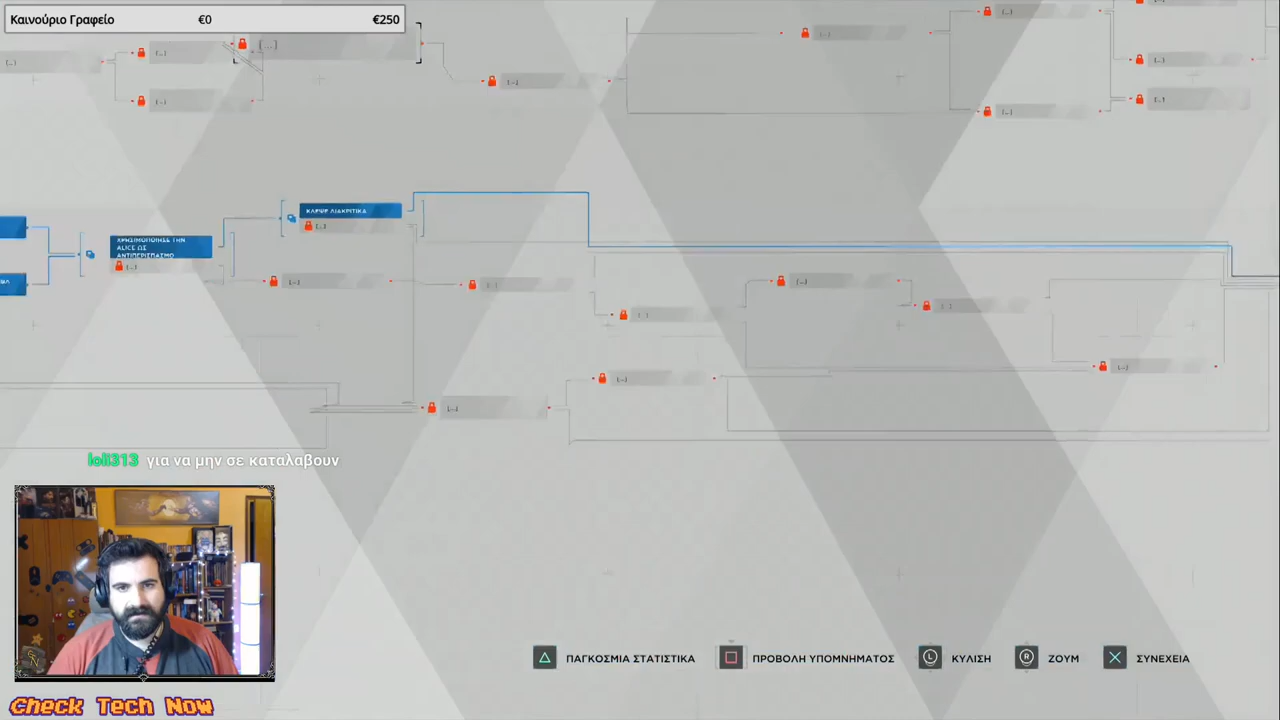 Καινούριο Γραφείο €0 €250
ΚΛΕΨΕ ΔΙΑΚΡΙΤΙΚΑ
ΧΡΗΣΙΜΟΠΟΙΗΣΕ ΤΗΝ
ALICE ΩΣ
ΑΝΤΙΠΕΡΙΣΠΑΣΜΟ
loli313 για να μην σε καταλαβουν
ΠΑΓΚΟΣΜΙΑ ΣΤΑΤΙΣΤΙΚΑ
ΠΡΟΒΟΛΗ ΥΠΟΜΝΗΜΑΤΟΣ
L ΚΥΛΙΣΗ
R ΖΟΥΜ
ΣΥΝΕΧΕΙΑ
Check Tech Now